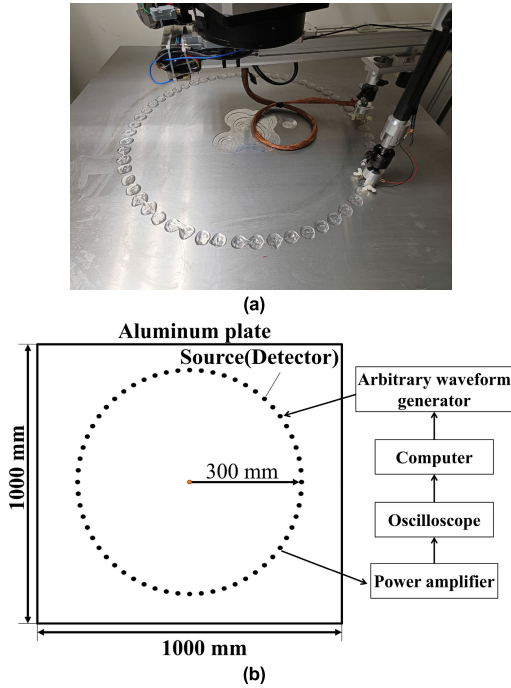 (a)
Aluminum plate
Source(Detector)
Arbitrary waveform
generator
1000 mm
300 mm
Computer
Oscilloscope
Power amplifier
1000 mm
(b)